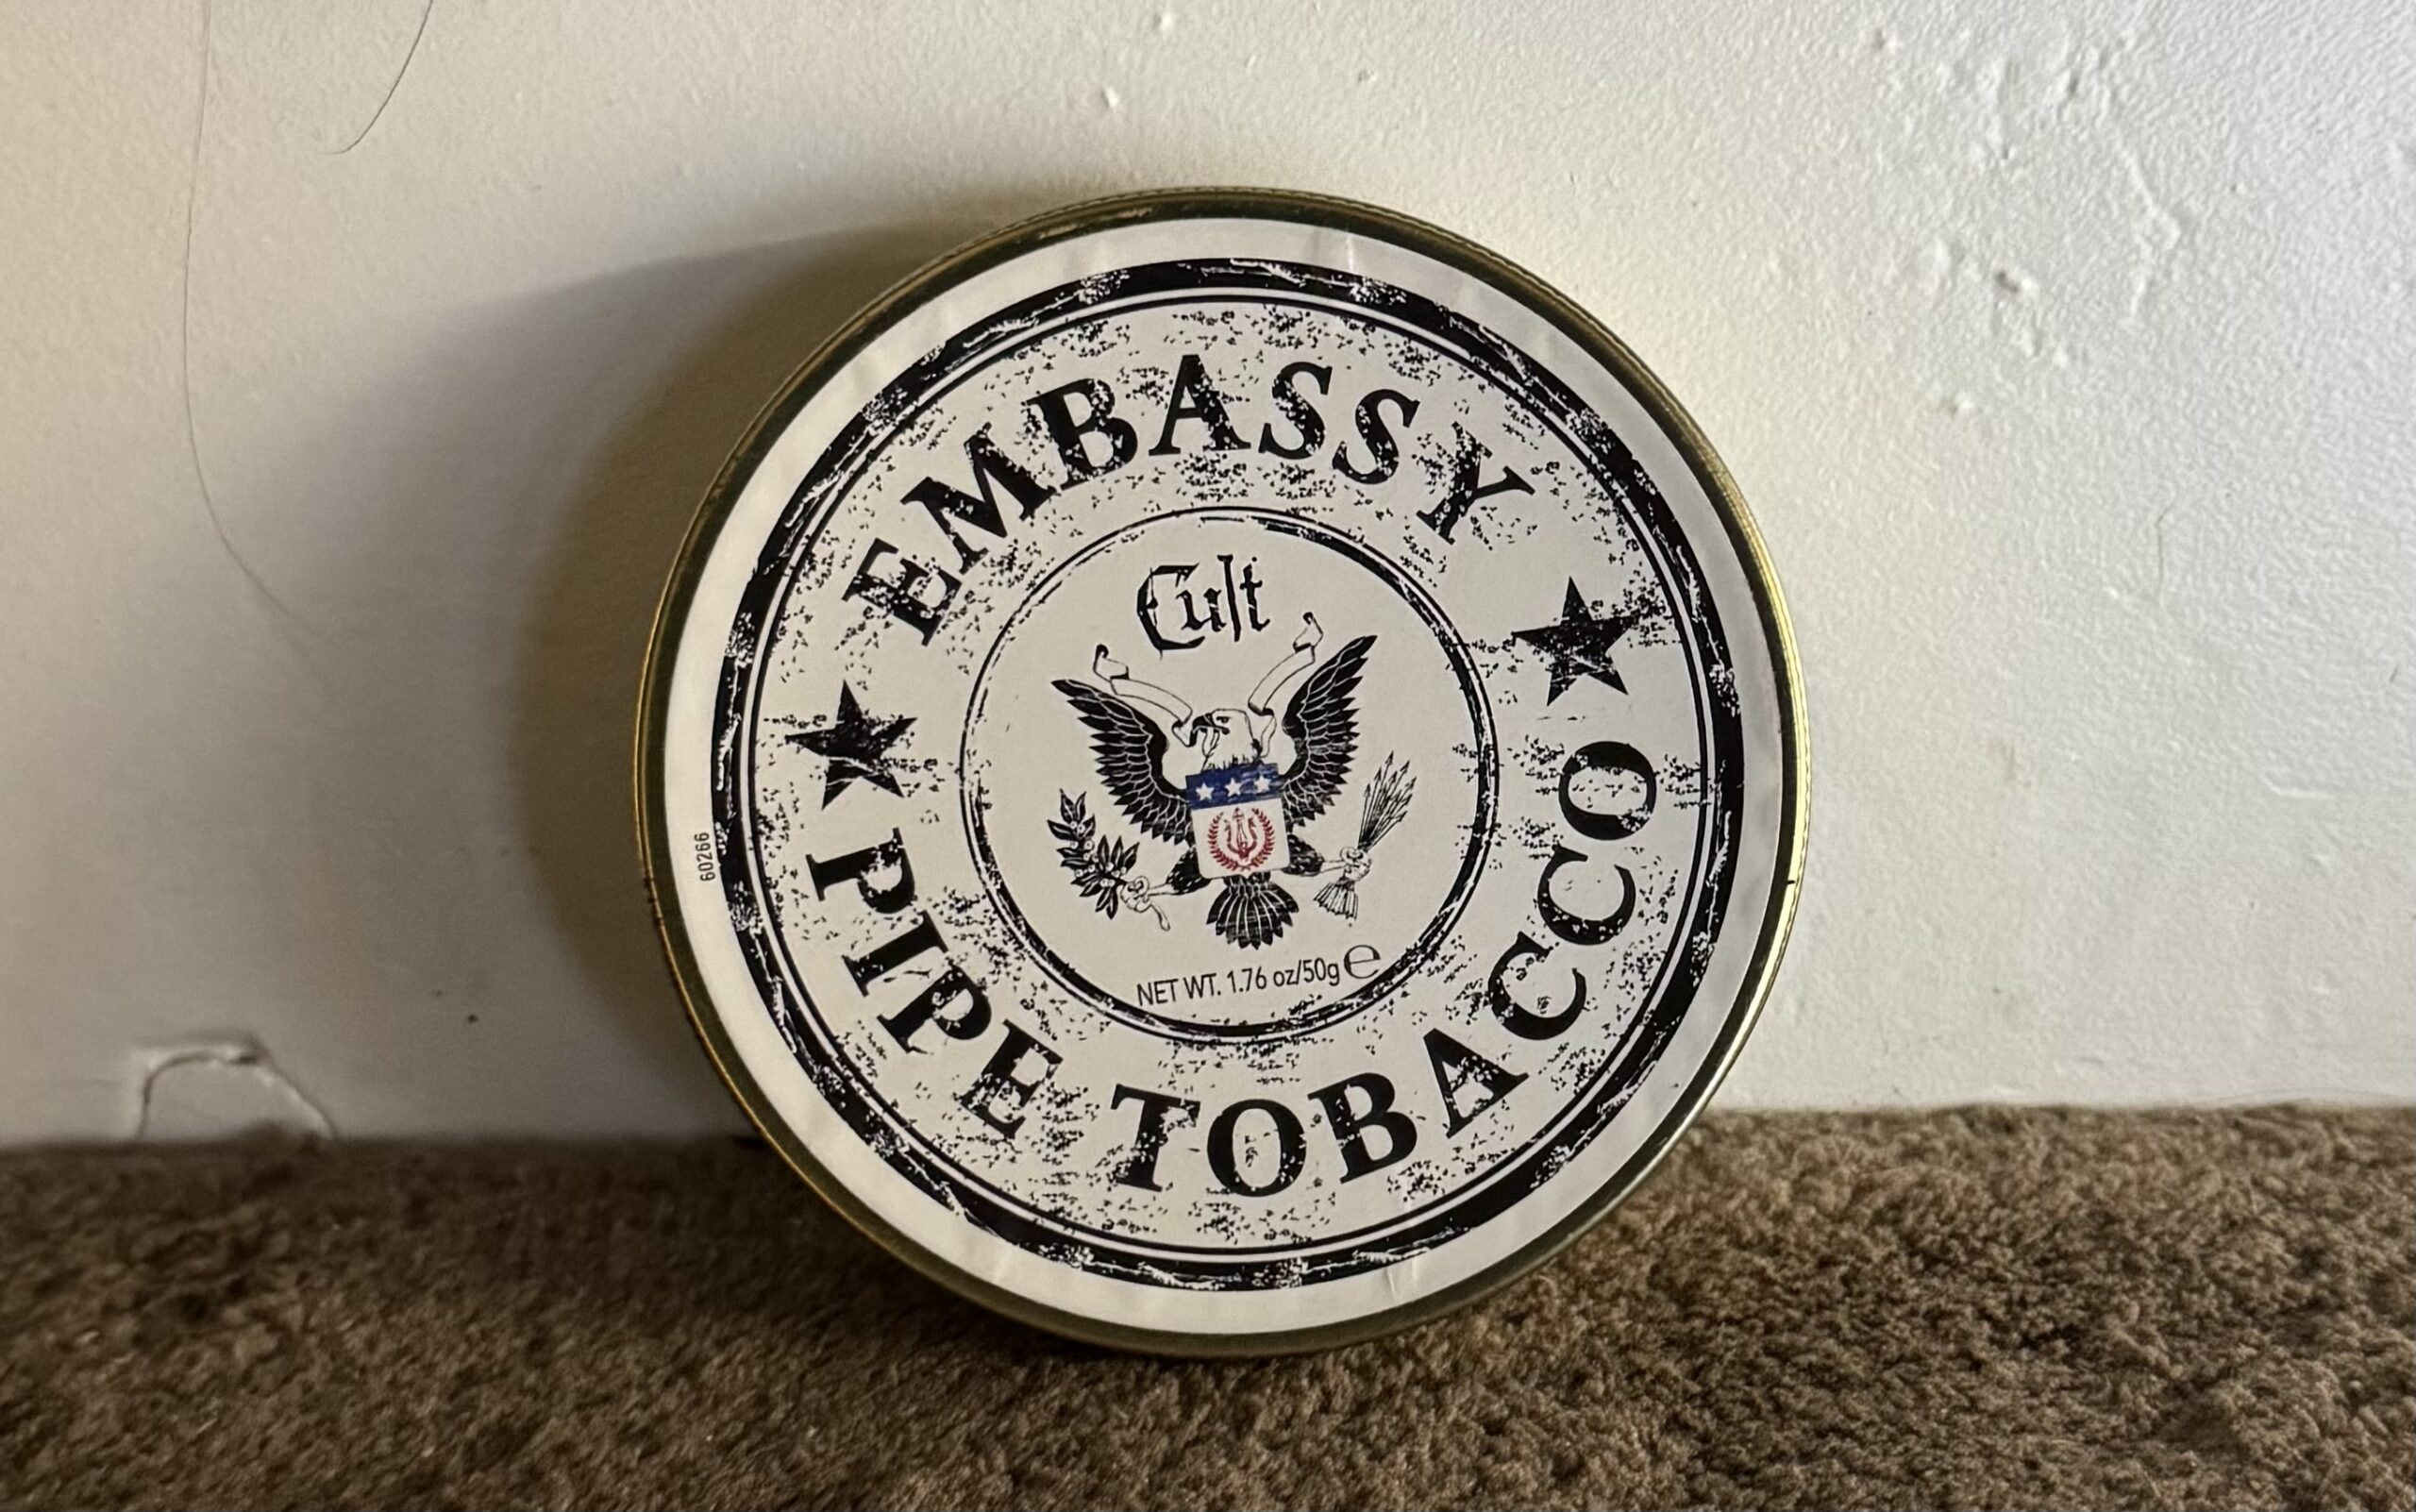 EMBASSY
Cult
NET WT. 1.76 oz/50g ℮
PIPE TOBACCO
60266